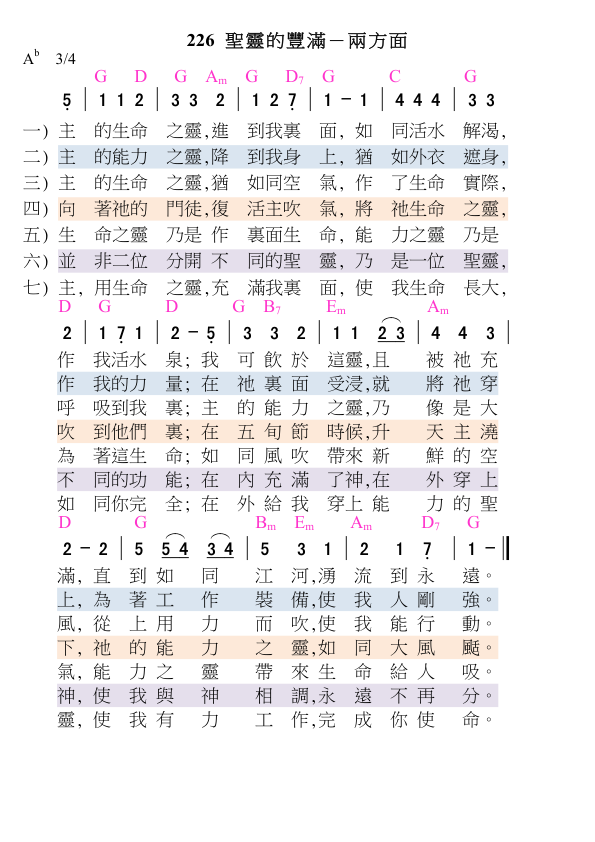 226 聖靈的豐滿－兩方面
Ab 3/4
G D G Am G D7 G C G
5 | 1 1 2 | 3 3 2 | 1 2 7 | 1 － 1 | 4 4 4 | 3 3
一) 主 的生命 之靈,進 到我裏 面, 如 同活水 解渴,
二) 主 的能力 之靈,降 到我身 上, 猶 如外衣 遮身,
三) 主 的生命 之靈,猶 如同空 氣, 作 了生命 實際,
四) 向 著祂的 門徒,復 活主吹 氣, 將 祂生命 之靈,
五) 生 命之靈 乃是 作 裏面生 命, 能 力之靈 乃是
六) 並 非二位 分開 不 同的聖 靈, 乃 是一位 聖靈,
七) 主, 用生命 之靈,充 滿我裏 面, 使 我生命 長大,
D G D G B7 Em Am
2 | 1 7 1 | 2 － 5 | 3 3 2 | 1 1 2 3 | 4 4 3 |
作 我活水 泉; 我 可 飲 於 這靈,且 被 祂 充
作 我的力 量; 在 祂 裏 面 受浸,就 將 祂 穿
呼 吸到我 裏; 主 的 能 力 之靈,乃 像 是 大
吹 到他們 裏; 在 五 旬 節 時候,升 天 主 澆
為 著這生 命; 如 同 風 吹 帶來 新 鮮 的 空
不 同的功 能; 在 內 充 滿 了神,在 外 穿 上
如 同你完 全; 在 外 給 我 穿上 能 力 的 聖
D G Bm Em Am D7 G
2 － 2 | 5 5 4 3 4 | 5 3 1 | 2 1 7 | 1 － ‖
滿, 直 到 如 同 江 河,湧 流 到 永 遠。
上, 為 著 工 作 裝 備,使 我 人 剛 強。
風, 從 上 用 力 而 吹,使 我 能 行 動。
下, 祂 的 能 力 之 靈,如 同 大 風 颳。
氣, 能 力 之 靈 帶 來 生 命 給 人 吸。
神, 使 我 與 神 相 調,永 遠 不 再 分。
靈, 使 我 有 力 工 作,完 成 你 使 命。